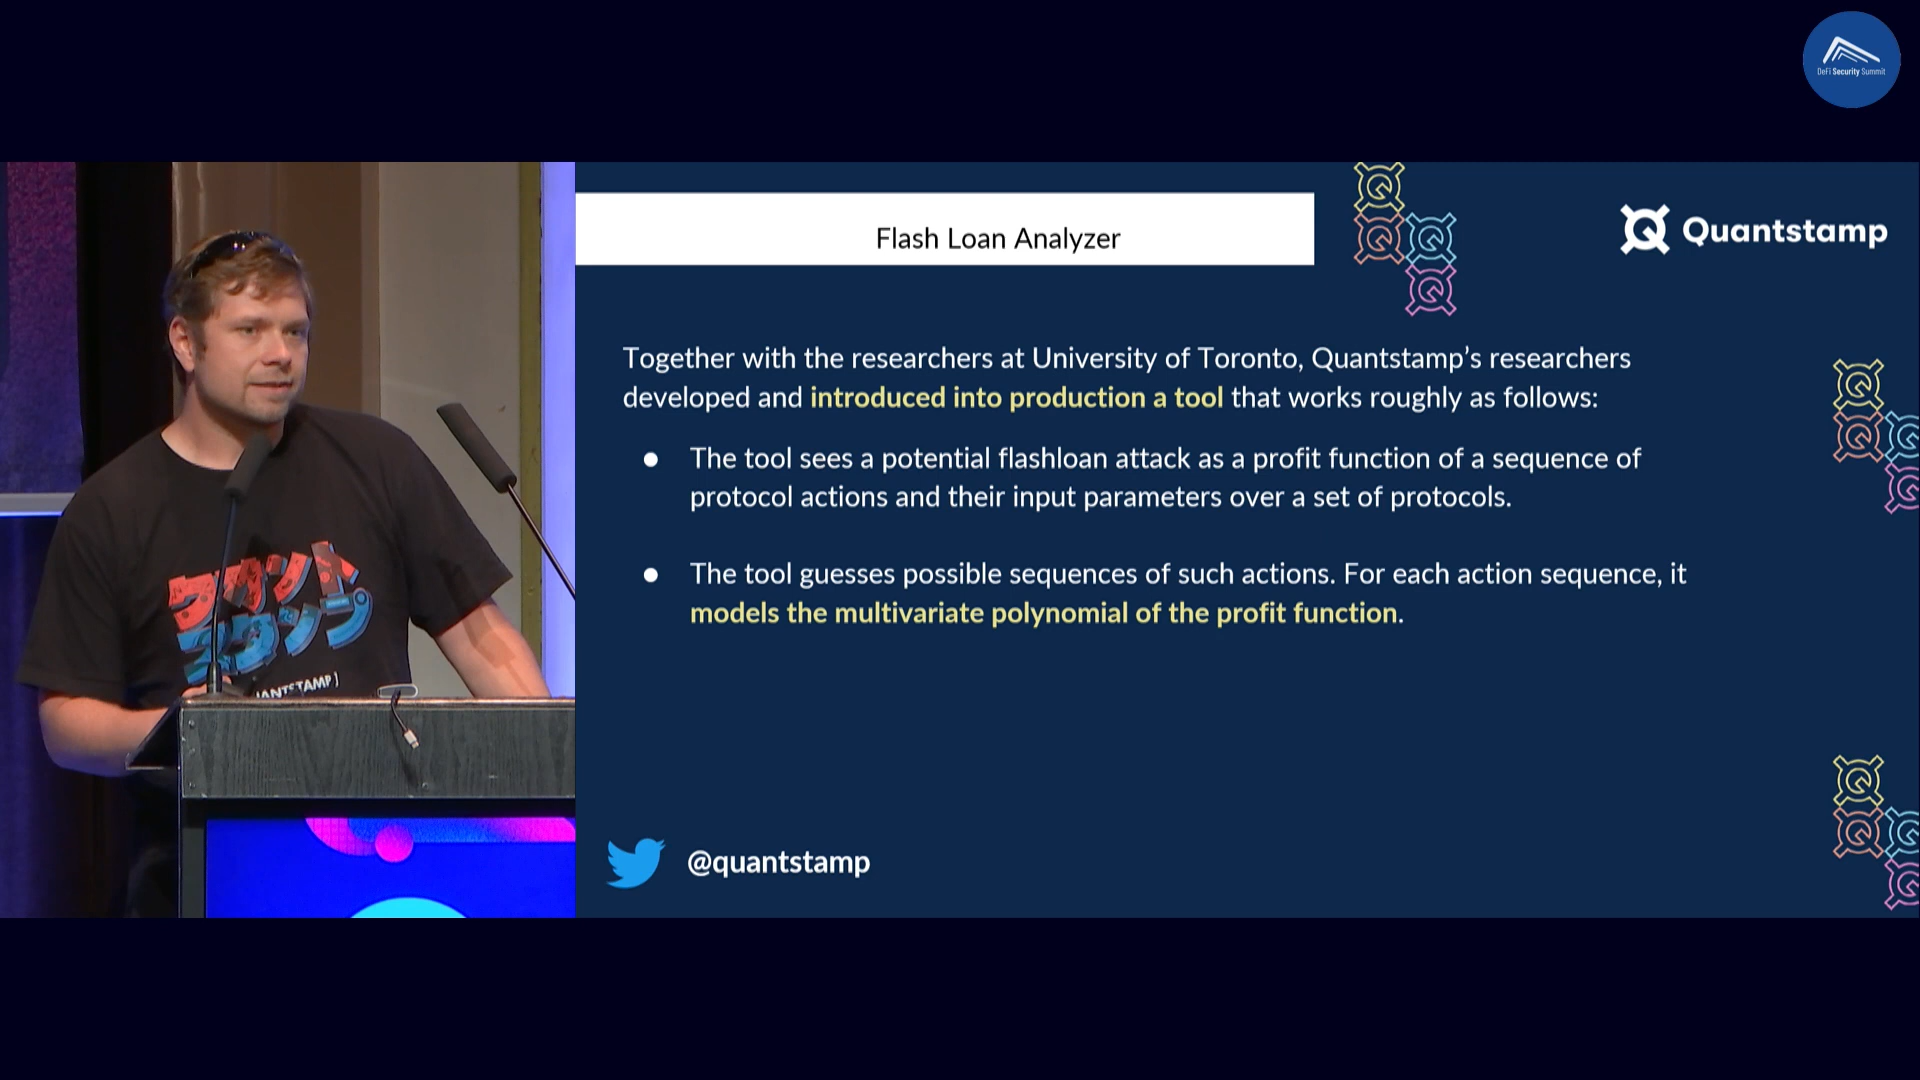 DeFi Security Summit
Flash Loan Analyzer
Quantstamp
Together with the researchers at University of Toronto, Quantstamp's researchers
developed and introduced into production a tool that works roughly as follows:
● The tool sees a potential flashloan attack as a profit function of a sequence of
protocol actions and their input parameters over a set of protocols.
● The tool guesses possible sequences of such actions. For each action sequence, it
models the multivariate polynomial of the profit function.
@quantstamp